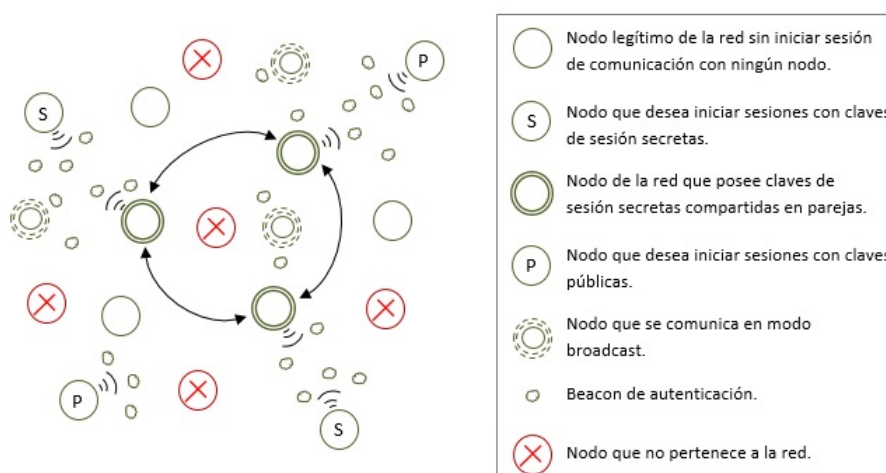 P
S
P
S
Nodo legítimo de la red sin iniciar sesión
de comunicación con ningún nodo.
S
Nodo que desea iniciar sesiones con claves
de sesión secretas.
Nodo de la red que posee claves de
sesión secretas compartidas en parejas.
P
Nodo que desea iniciar sesiones con claves
públicas.
Nodo que se comunica en modo
broadcast.
Beacon de autenticación.
Nodo que no pertenece a la red.